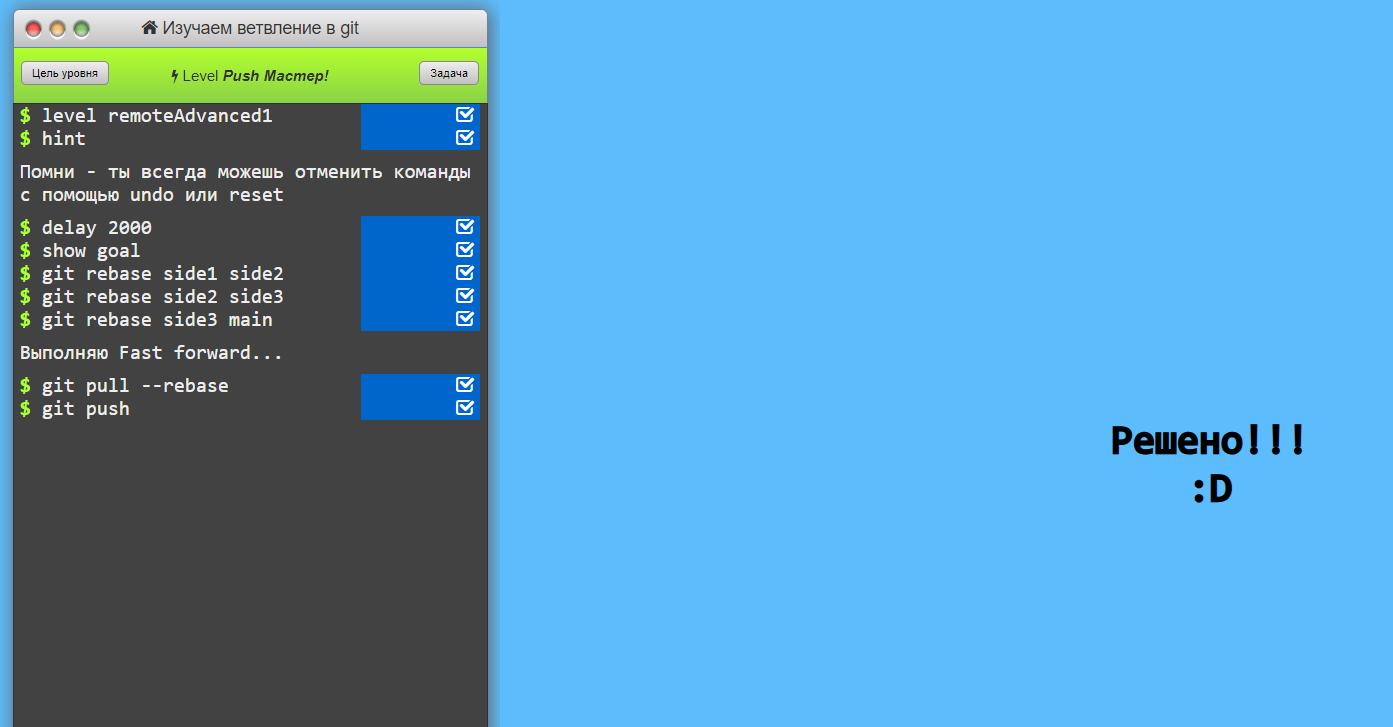 Изучаем ветвление в git
Цель уровня
Level Push Мастер!
Задача
$ level remoteAdvanced1
$ hint
Помни - ты всегда можешь отменить команды
с помощью undo или reset
$ delay 2000
$ show goal
$ git rebase side1 side2
$ git rebase side2 side3
$ git rebase side3 main
Выполняю Fast forward...
$ git pull --rebase
$ git push
Решено!!!
:D